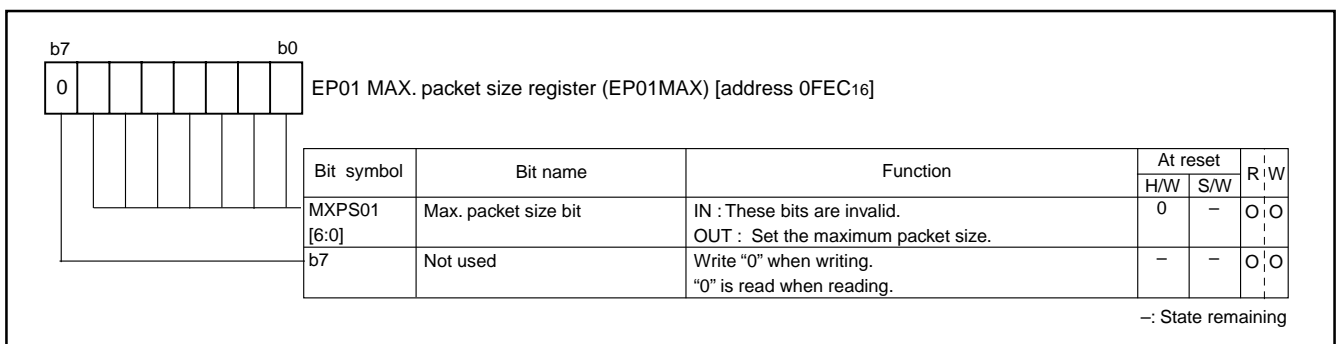 b7 b0
0
EP01 MAX. packet size register (EP01MAX) [address 0FEC16]
Bit symbol Bit name Function At reset R W
H/W S/W
MXPS01 Max. packet size bit IN : These bits are invalid. 0 – O O
[6:0] OUT : Set the maximum packet size.
b7 Not used Write “0” when writing. – – O O
“0” is read when reading.
–: State remaining